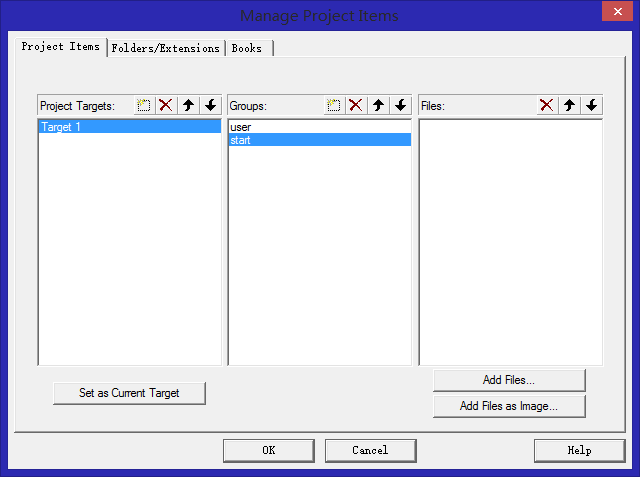 Manage Project Items
Project Items
Folders/Extensions
Books
Project Targets:
Groups:
Files:
Target 1
user
start
Set as Current Target
Add Files...
Add Files as Image...
OK
Cancel
Help